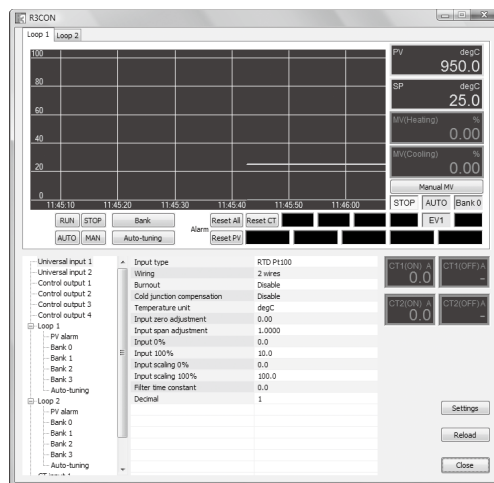 R3CON
Loop 1 Loop 2
100
80
60
40
20
0
11:45:10 11:45:20 11:45:30 11:45:40 11:45:50 11:46:00
PV degC
950.0
SP degC
25.0
MV(Heating) %
0.00
MV(Cooling) %
0.00
Manual MV
STOP AUTO Bank 0
RUN STOP Bank Alarm Reset All Reset CT EV1
AUTO MAN Auto-tuning Reset PV
Universal input 1
Universal input 2
Control output 1
Control output 2
Control output 3
Control output 4
Loop 1
PV alarm
Bank 0
Bank 1
Bank 2
Bank 3
Auto-tuning
Loop 2
PV alarm
Bank 0
Bank 1
Bank 2
Bank 3
Auto-tuning
CT input 1
Input type RTD Pt100
Wiring 2 wires
Burnout Disable
Cold junction compensation Disable
Temperature unit degC
Input zero adjustment 0.00
Input span adjustment 1.0000
Input 0% 0.0
Input 100% 10.0
Input scaling 0% 0.0
Input scaling 100% 100.0
Filter time constant 0.0
Decimal 1
CT1(ON) A CT1(OFF) A
0.0 -
CT2(ON) A CT2(OFF) A
0.0 -
Settings
Reload
Close